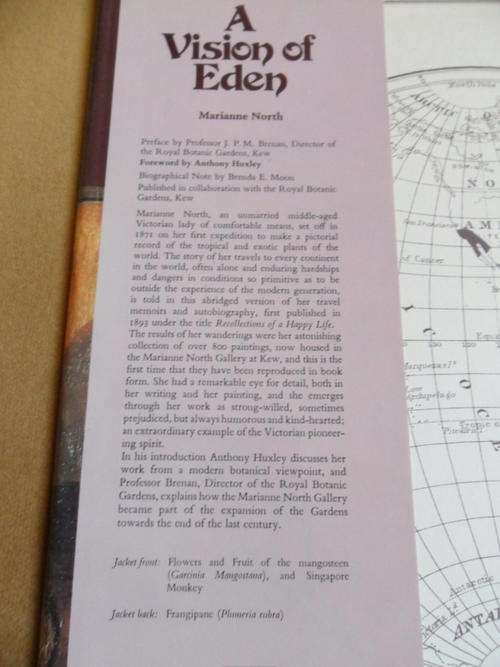 A
Vision of
Eden
Marianne North
Preface by Professor J. P. M. Brenan, Director of
the Royal Botanic Gardens, Kew
Foreword by Anthony Huxley
Biographical Note by Brenda E. Moon
Published in collaboration with the Royal Botanic
Gardens, Kew
Marianne North, an unmarried middle-aged
Victorian lady of comfortable means, set off in
1871 on her first expedition to make a pictorial
record of the tropical and exotic plants of the
world. The story of her travels to every continent
in the world, often alone and enduring hardships
and dangers in conditions so primitive as to be
outside the experience of the modern generation,
is told in this abridged version of her travel
memoirs and autobiography, first published in
1893 under the title Recollections of a Happy Life.
The results of her wanderings were her astonishing
collection of over 800 paintings, now housed in
the Marianne North Gallery at Kew, and this is the
first time that they have been reproduced in book
form. She had a remarkable eye for detail, both in
her writing and her painting, and she emerges
through her work as strong-willed, sometimes
prejudiced, but always humorous and kind-hearted;
an extraordinary example of the Victorian pioneer-
ing spirit.
In his introduction Anthony Huxley discusses her
work from a modern botanical viewpoint, and
Professor Brenan, Director of the Royal Botanic
Gardens, explains how the Marianne North Gallery
became part of the expansion of the Gardens
towards the end of the last century.
Jacket front: Flowers and Fruit of the mangosteen
(Garcinia Mangostana), and Singapore
Monkey
Jacket back: Frangipane (Plumeria rubra)
North Pole
NO
AM
of Cancer
Tropic of
Antarctic
ANTA